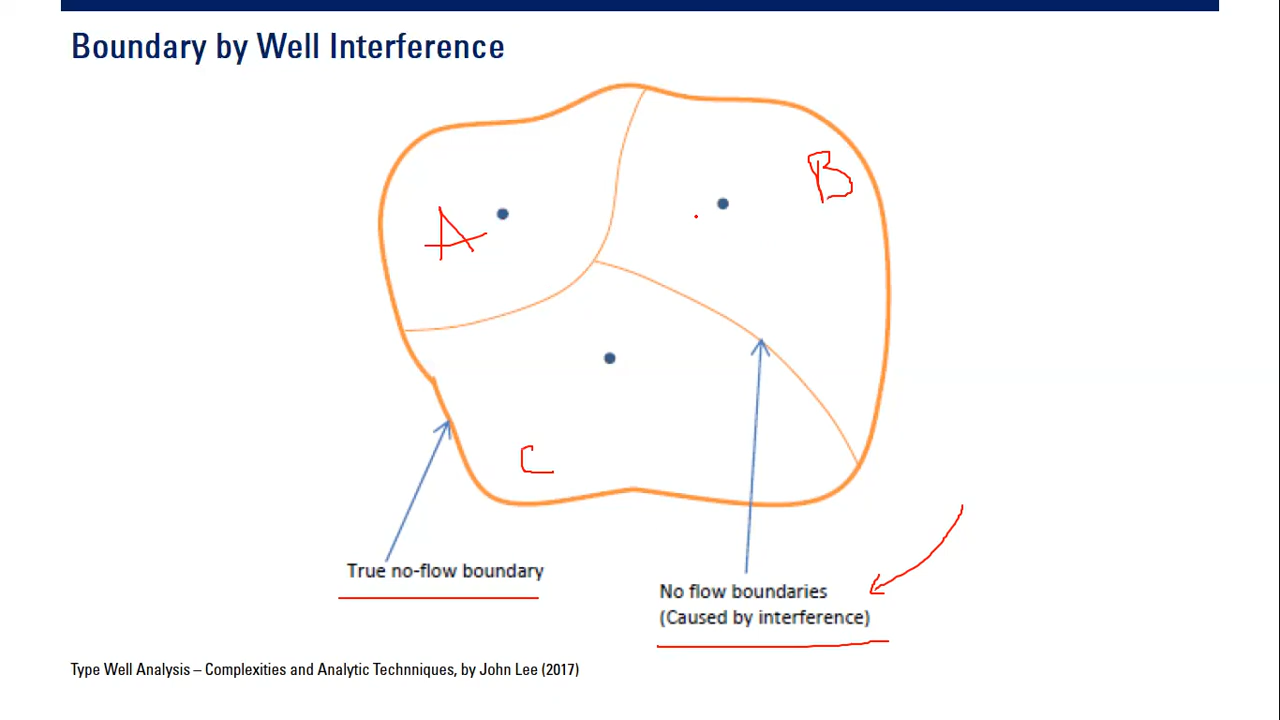 Boundary by Well Interference
A
B
C
True no-flow boundary
No flow boundaries
(Caused by interference)
Type Well Analysis – Complexities and Analytic Technniques, by John Lee (2017)